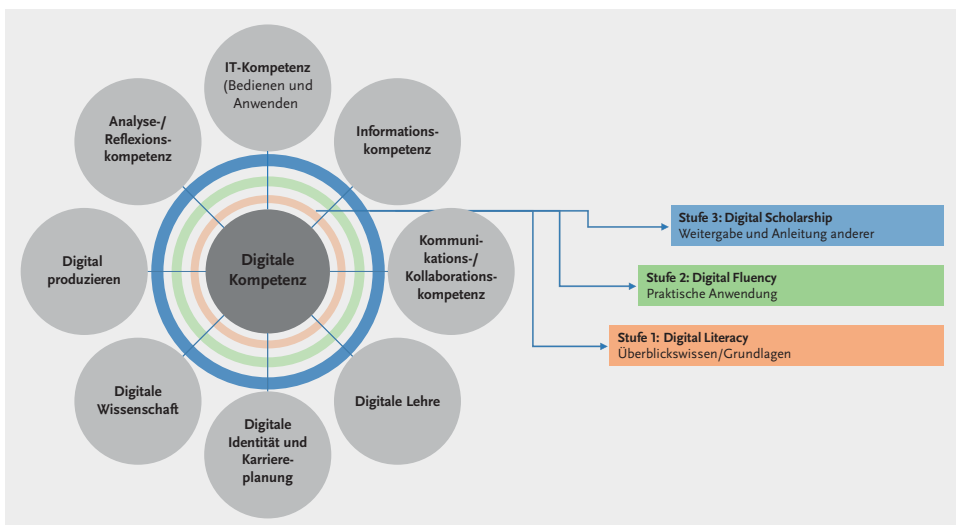 IT-Kompetenz
(Bedienen und
Anwenden
Informations-
kompetenz
Kommuni-
kations-/
Kollaborations-
kompetenz
Digitale Lehre
Digitale
Identität und
Karriere-
planung
Digitale
Wissenschaft
Digital
produzieren
Analyse-/
Reflexions-
kompetenz
Digitale
Kompetenz
Stufe 3: Digital Scholarship
Weitergabe und Anleitung anderer
Stufe 2: Digital Fluency
Praktische Anwendung
Stufe 1: Digital Literacy
Überblickswissen/Grundlagen